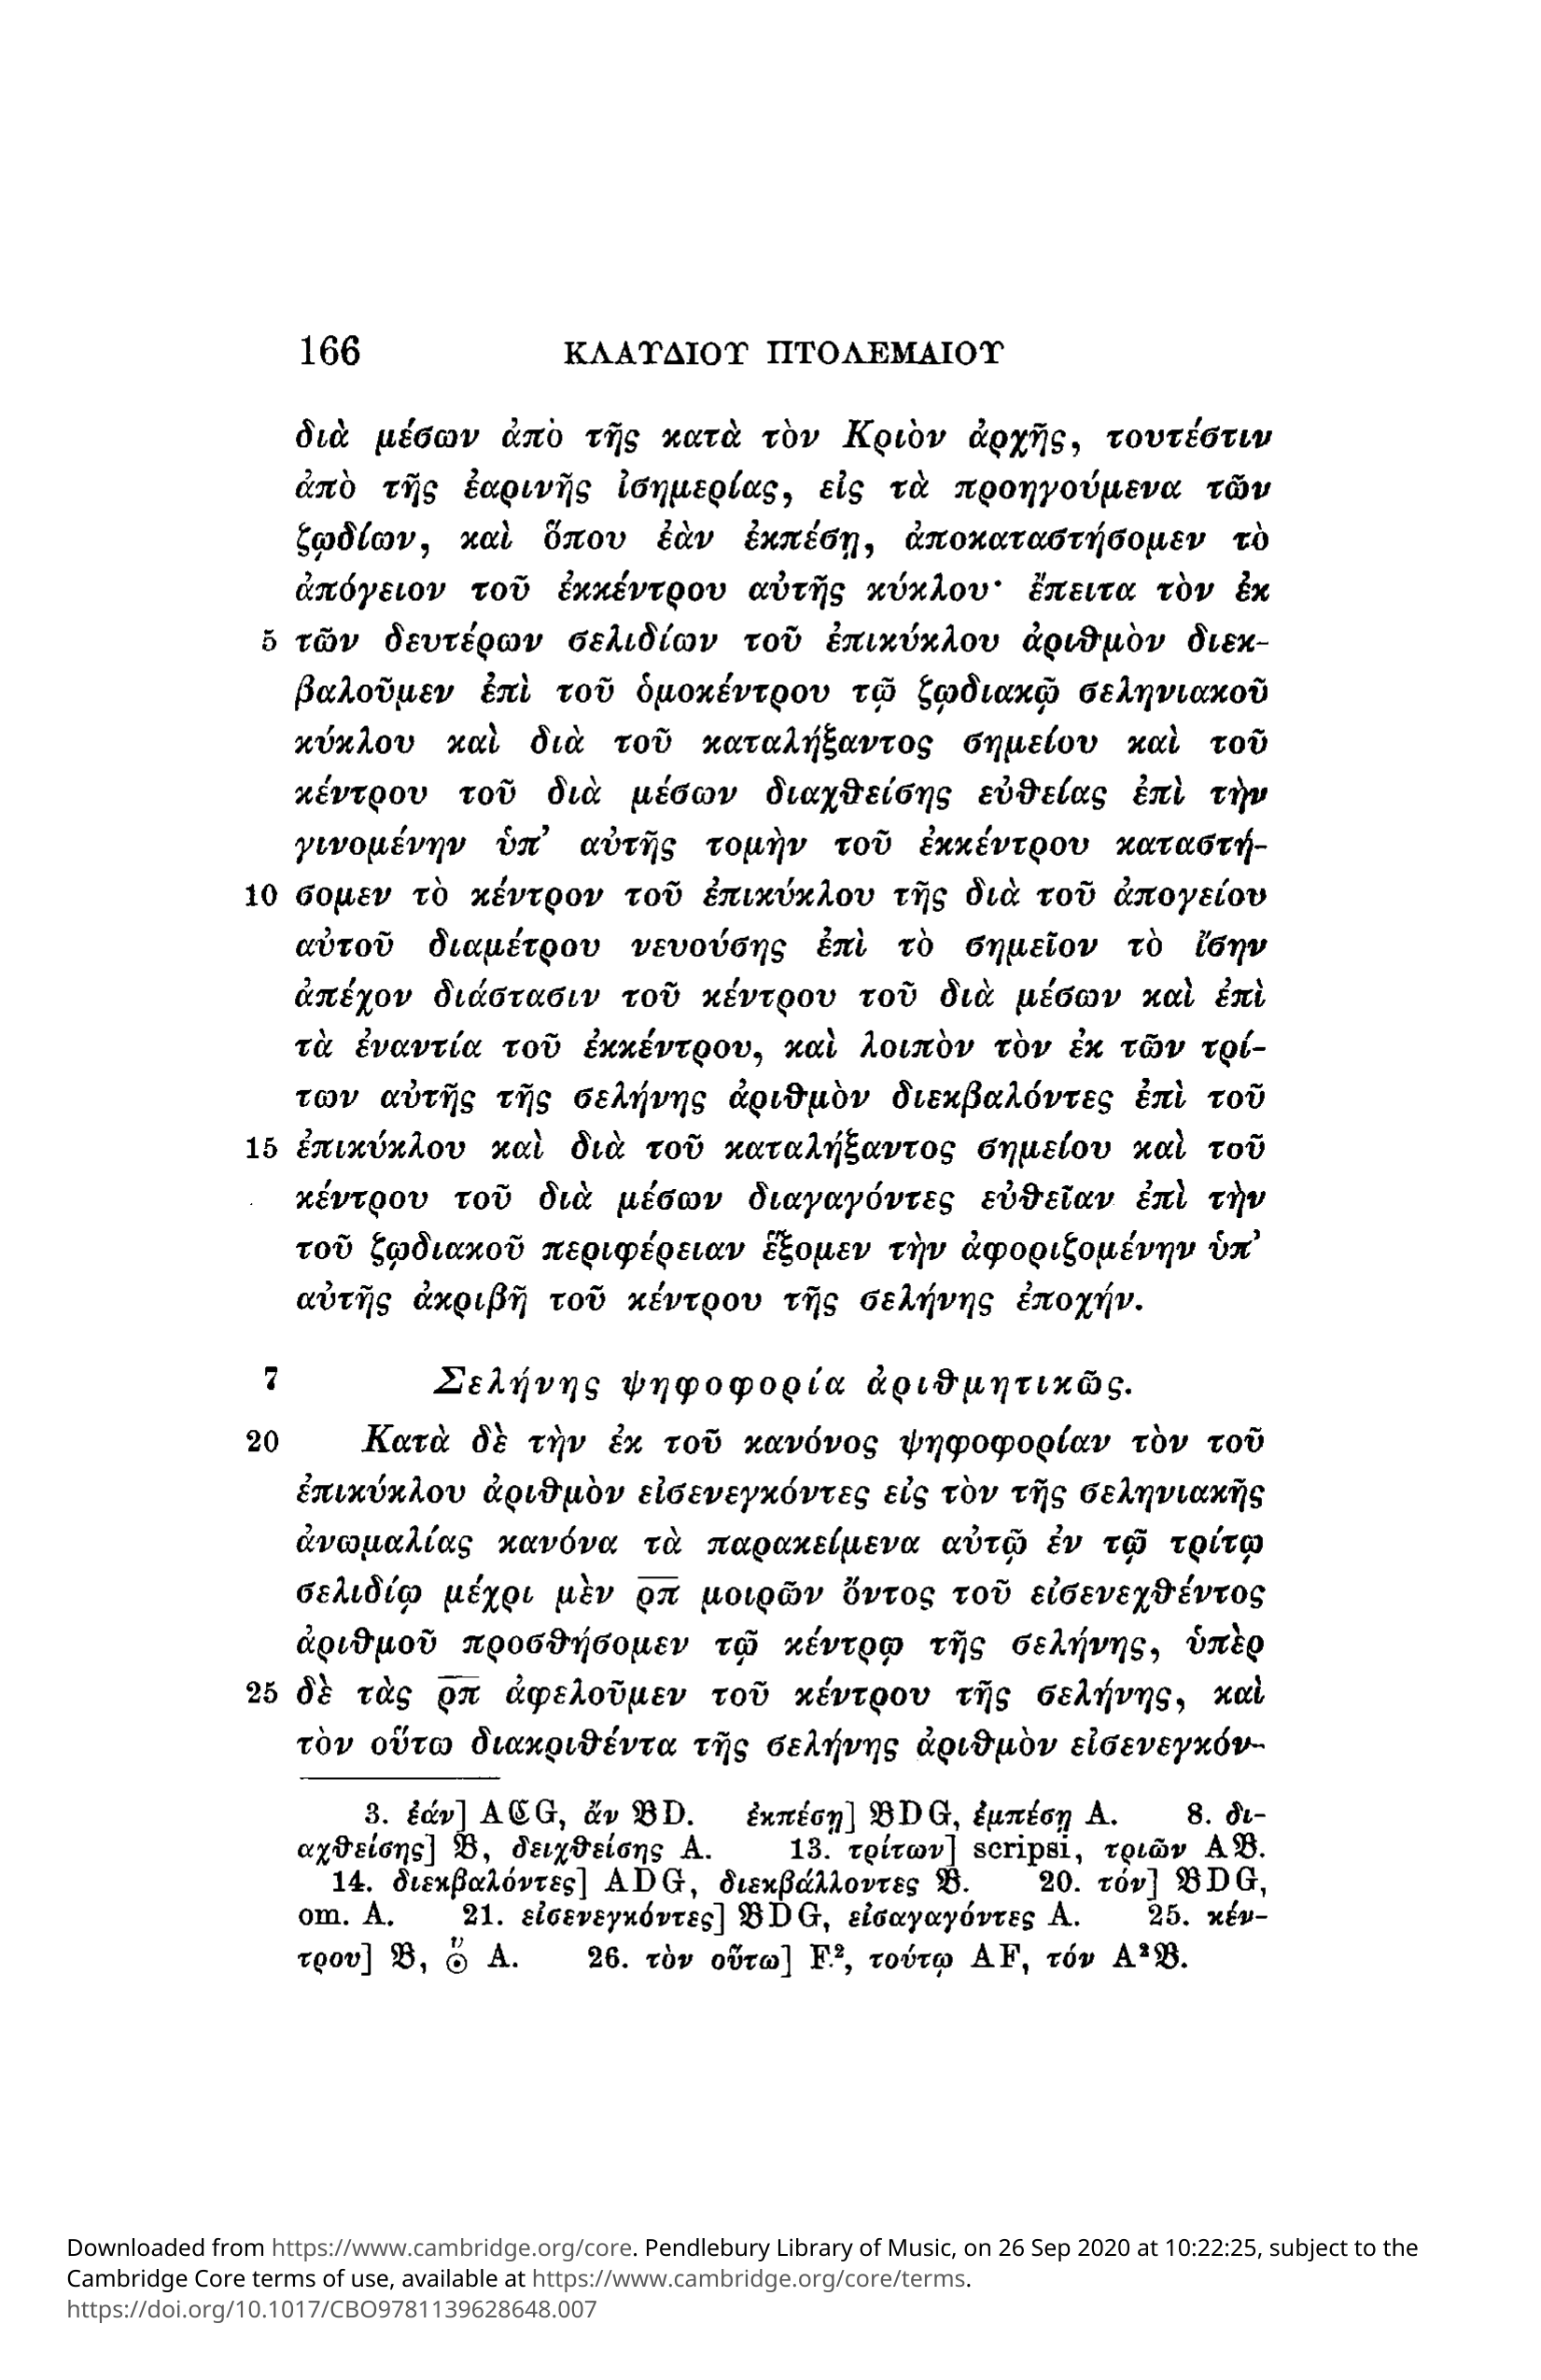 166 ΚΛΑΥΔΙΟΥ ΠΤΟΛΕΜΑΙΟΥ
διὰ μέσων ἀπὸ τῆς κατὰ τὸν Κριὸν ἀρχῆς, τουτέστιν
ἀπὸ τῆς ἐαρινῆς ἰσημερίας, εἰς τὰ προηγούμενα τῶν
ζῳδίων, καὶ ὅπου ἐὰν ἐκπέσῃ, ἀποκαταστήσομεν τὸ
ἀπόγειον τοῦ ἐκκέντρου αὐτῆς κύκλου· ἔπειτα τὸν ἐκ
5 τῶν δευτέρων σελιδίων τοῦ ἐπικύκλου ἀριθμὸν διεκ-
βαλοῦμεν ἐπὶ τοῦ ὁμοκέντρου τῷ ζῳδιακῷ σεληνιακοῦ
κύκλου καὶ διὰ τοῦ καταλήξαντος σημείου καὶ τοῦ
κέντρου τοῦ διὰ μέσων διαχθείσης εὐθείας ἐπὶ τὴν
γινομένην ὑπ’ αὐτῆς τομὴν τοῦ ἐκκέντρου καταστή-
10 σομεν τὸ κέντρον τοῦ ἐπικύκλου τῆς διὰ τοῦ ἀπογείου
αὐτοῦ διαμέτρου νευούσης ἐπὶ τὸ σημεῖον τὸ ἴσην
ἀπέχον διάστασιν τοῦ κέντρου τοῦ διὰ μέσων καὶ ἐπὶ
τὰ ἐναντία τοῦ ἐκκέντρου, καὶ λοιπὸν τὸν ἐκ τῶν τρί-
των αὐτῆς τῆς σελήνης ἀριθμὸν διεκβαλόντες ἐπὶ τοῦ
15 ἐπικύκλου καὶ διὰ τοῦ καταλήξαντος σημείου καὶ τοῦ
κέντρου τοῦ διὰ μέσων διαγαγόντες εὐθεῖαν ἐπὶ τὴν
τοῦ ζῳδιακοῦ περιφέρειαν ἕξομεν τὴν ἀφοριζομένην ὑπ’
αὐτῆς ἀκριβῆ τοῦ κέντρου τῆς σελήνης ἐποχήν.
7 Σελήνης ψηφοφορία ἀριθμητικῶς.
20 Κατὰ δὲ τὴν ἐκ τοῦ κανόνος ψηφοφορίαν τὸν τοῦ
ἐπικύκλου ἀριθμὸν εἰσενεγκόντες εἰς τὸν τῆς σεληνιακῆς
ἀνωμαλίας κανόνα τὰ παρακείμενα αὐτῷ ἐν τῷ τρίτῳ
σελιδίῳ μέχρι μὲν ρ̅π̅ μοιρῶν ὄντος τοῦ εἰσενεχθέντος
ἀριθμοῦ προσθήσομεν τῷ κέντρῳ τῆς σελήνης, ὑπὲρ
25 δὲ τὰς ρ̅π̅ ἀφελοῦμεν τοῦ κέντρου τῆς σελήνης, καὶ
τὸν οὕτω διακριθέντα τῆς σελήνης ἀριθμὸν εἰσενεγκόν-
3. ἐάν] A𝕮G, ἄν 𝕭D. ἐκπέσῃ] 𝕭DG, ἐμπέσῃ A. 8. δι-
αχθείσης] 𝕭, δειχθείσης A. 13. τρίτων] scripsi, τριῶν A𝕭.
14. διεκβαλόντες] ADG, διεκβάλλοντες 𝕭. 20. τόν] 𝕭DG,
om. A. 21. εἰσενεγκόντες] 𝕭DG, εἰσαγαγόντες A. 25. κέν-
τρου] 𝕭, ☉ͮ A. 26. τὸν οὕτω] F², τούτῳ AF, τόν A²𝕭.
Downloaded from https://www.cambridge.org/core. Pendlebury Library of Music, on 26 Sep 2020 at 10:22:25, subject to the
Cambridge Core terms of use, available at https://www.cambridge.org/core/terms.
https://doi.org/10.1017/CBO9781139628648.007